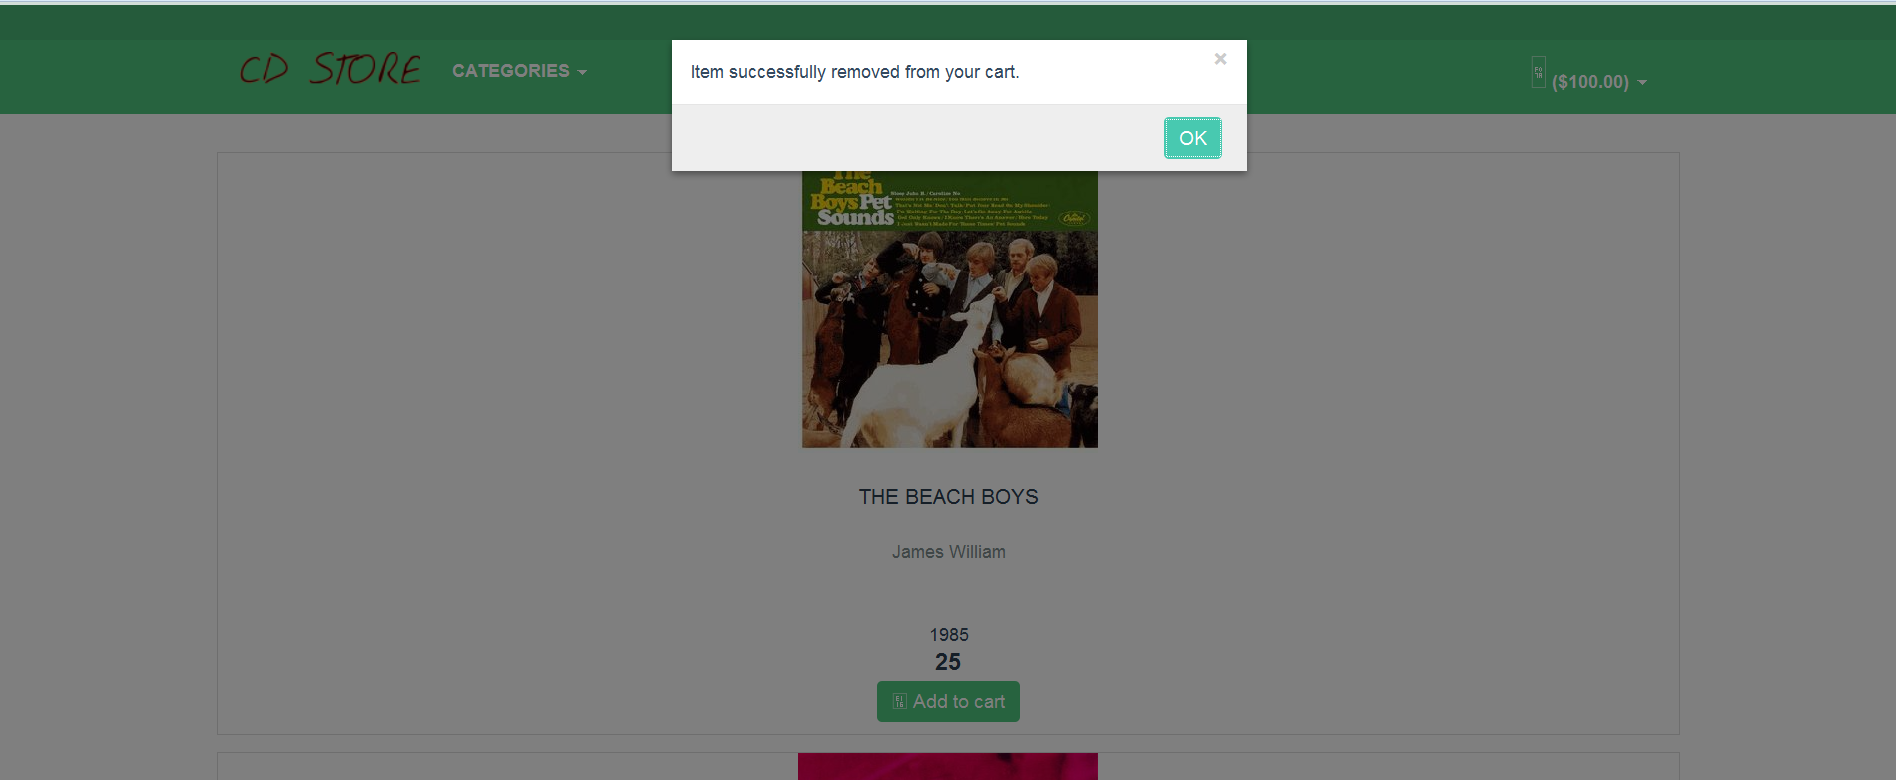 CD STORE
CATEGORIES
($100.00)
×
Item successfully removed from your cart.
OK
The
Beach
Boys Pet
Sounds
Capitol
THE BEACH BOYS
James William
1985
25
Add to cart